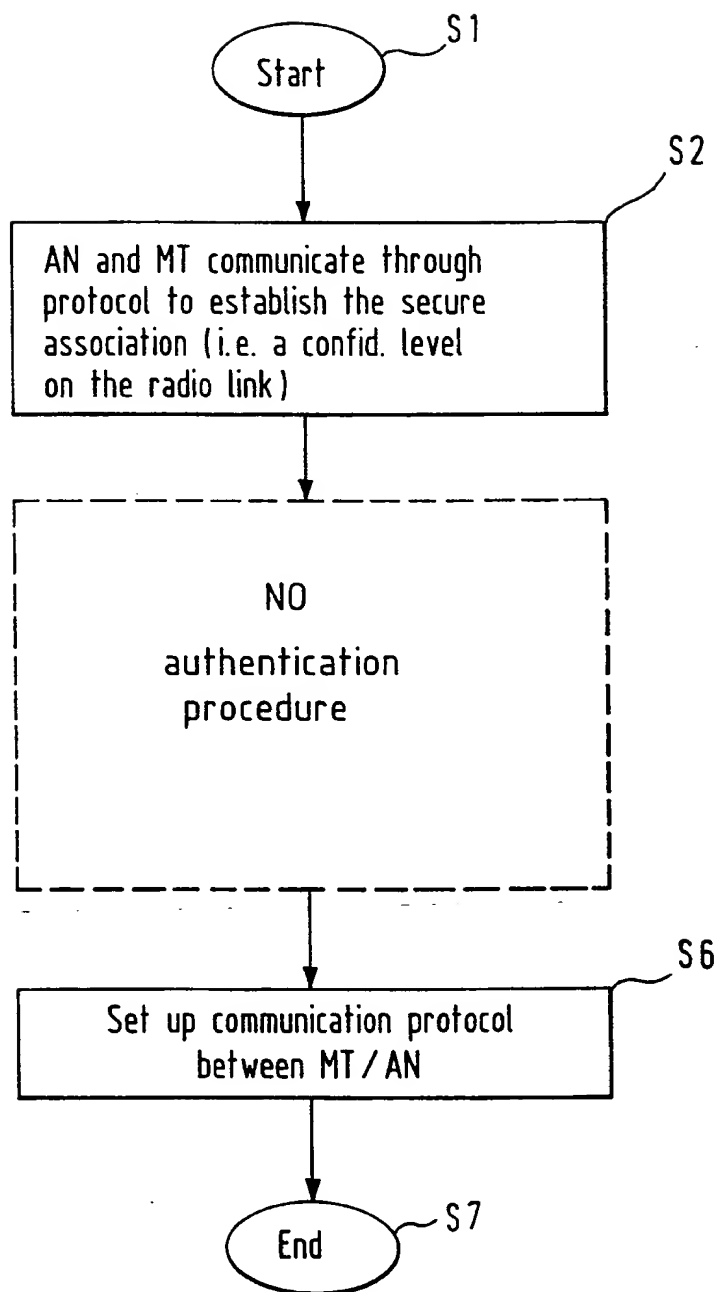 S1
Start
S2
AN and MT communicate through
protocol to establish the secure
association (i.e. a confid. level
on the radio link)
NO
authentication
procedure
S6
Set up communication protocol
between MT/AN
S7
End